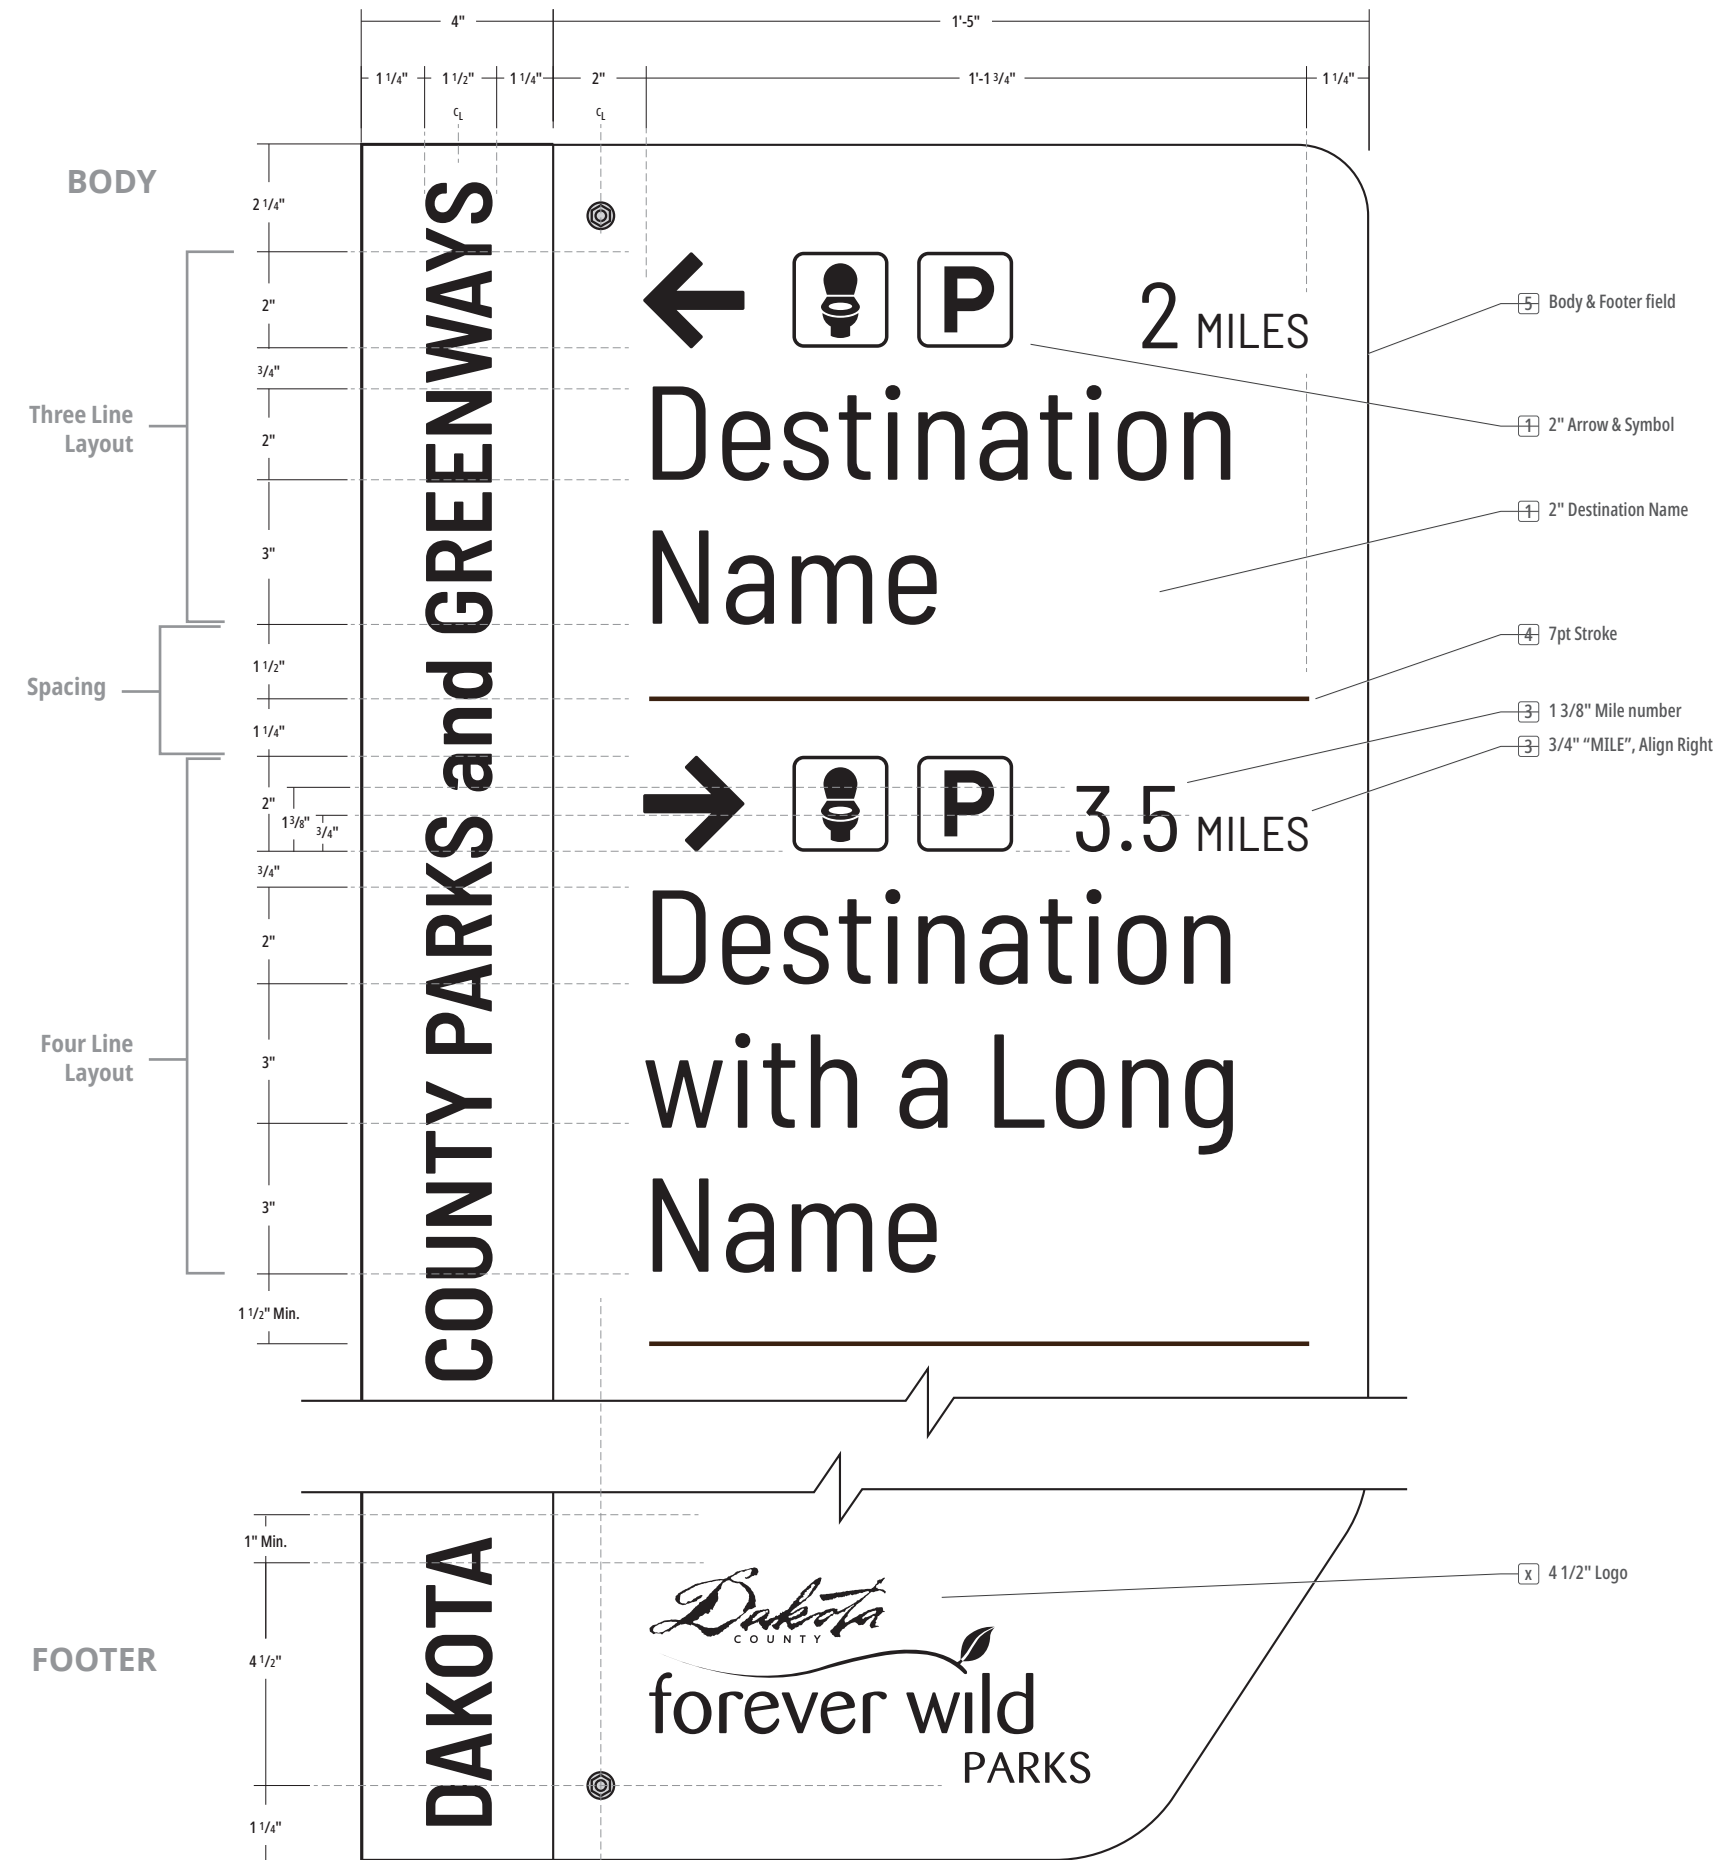 4" 1'-5"
1 1/4" 1 1/2" 1 1/4" 2" 1'-1 3/4" 1 1/4"
CL CL
BODY
2 1/4"
2"
3/4"
Three Line
Layout
2"
3"
Spacing
1 1/2"
1 1/4"
2"
1 3/8"
3/4"
3/4"
2"
Four Line
Layout
3"
3"
1 1/2" Min.
DAKOTA COUNTY PARKS and GREENWAYS
P 2 MILES
Destination
Name
P 3.5 MILES
Destination
with a Long
Name
5 Body & Footer field
1 2" Arrow & Symbol
1 2" Destination Name
4 7pt Stroke
3 1 3/8" Mile number
3 3/4" “MILE”, Align Right
1" Min.
FOOTER
4 1/2"
1 1/4"
Dakota
COUNTY
forever wild
PARKS
x 4 1/2" Logo